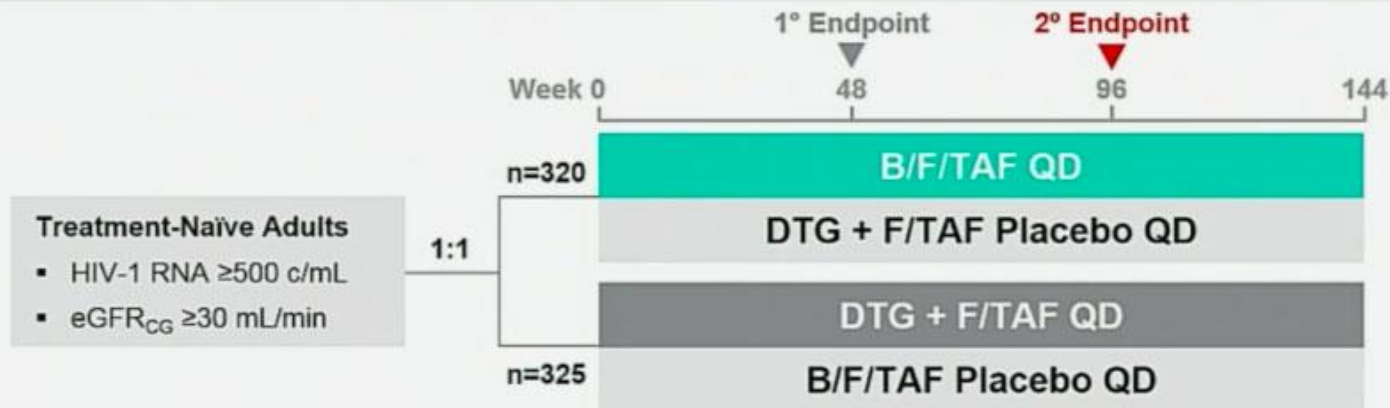 1° Endpoint
2° Endpoint
Week 0
48
96
144
n=320
B/F/TAF QD
DTG + F/TAF Placebo QD
Treatment-Naïve Adults
▪ HIV-1 RNA ≥500 c/mL
▪ eGFRCG ≥30 mL/min
1:1
DTG + F/TAF QD
n=325
B/F/TAF Placebo QD